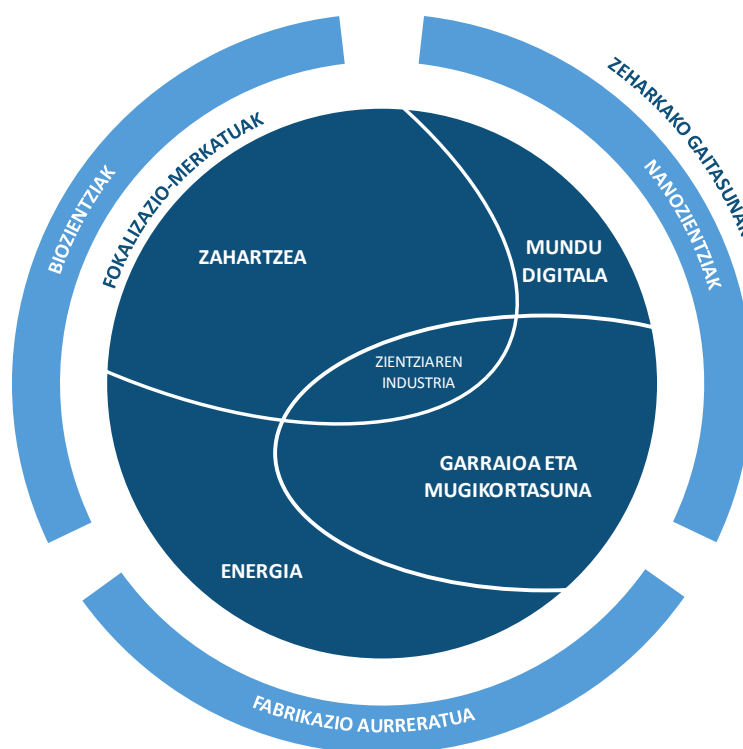 ZEHARKAKO GAITASUNAK
FOKALIZAZIO-MERKATUAK
BIOZIENTZIAK
NANOZIENTZIAK
ZAHARTZEA
MUNDU
DIGITALA
ZIENTZIAREN
INDUSTRIA
GARRAIOA ETA
MUGIKORTASUNA
ENERGIA
FABRIKAZIO AURRERATUA